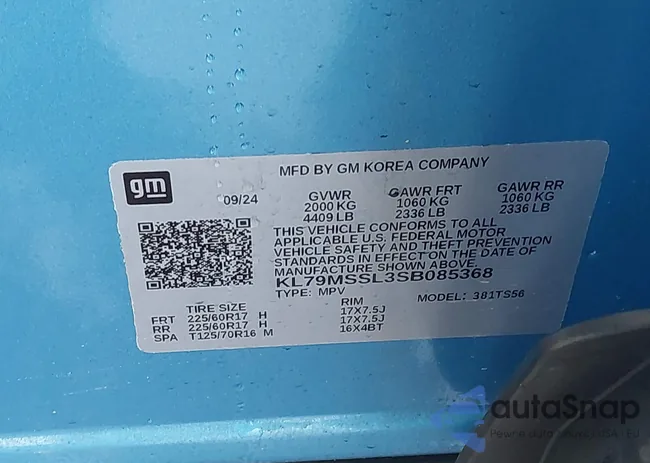 MFD BY GM KOREA COMPANY
gm
09/24
GVWR GAWR FRT GAWR RR
2000 KG 1060 KG 1060 KG
4409 LB 2336 LB 2336 LB
THIS VEHICLE CONFORMS TO ALL
APPLICABLE U.S. FEDERAL MOTOR
VEHICLE SAFETY AND THEFT PREVENTION
STANDARDS IN EFFECT ON THE DATE OF
MANUFACTURE SHOWN ABOVE.
KL79MSSL3SB085368
TYPE: MPV MODEL: 381TS56
TIRE SIZE RIM
FRT 225/60R17 H 17X7.5J
RR 225/60R17 H 17X7.5J
SPA T125/70R16 M 16X4BT
autaSnap
Pewne auta